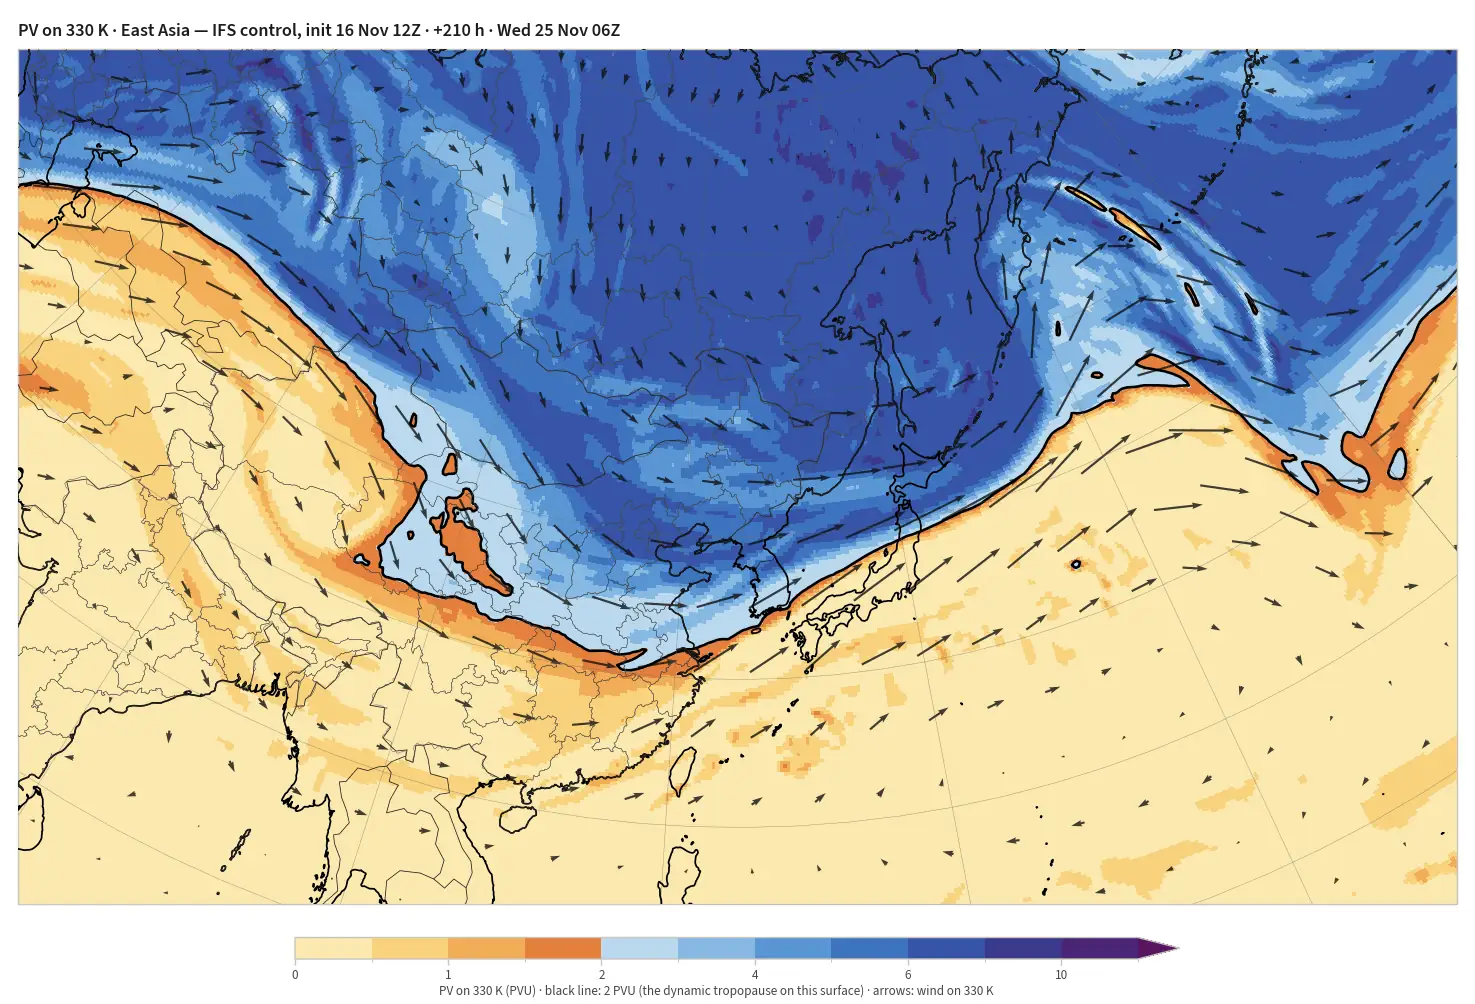 PV on 330 K · East Asia — IFS control, init 16 Nov 12Z · +210 h · Wed 25 Nov 06Z
0 1 2 4 6 10
PV on 330 K (PVU) · black line: 2 PVU (the dynamic tropopause on this surface) · arrows: wind on 330 K